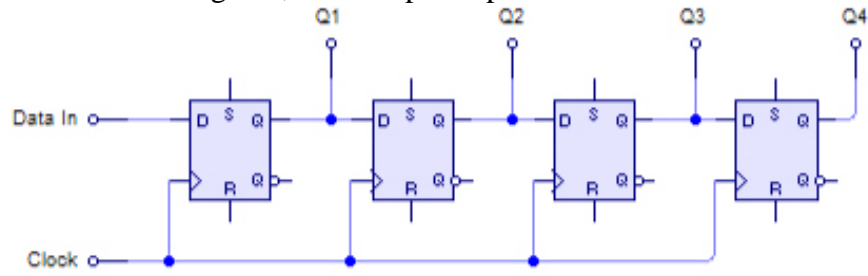 Q1 Q2 Q3 Q4
Data In D S Q D S Q D S Q D S Q
R Q R Q R Q R Q
Clock